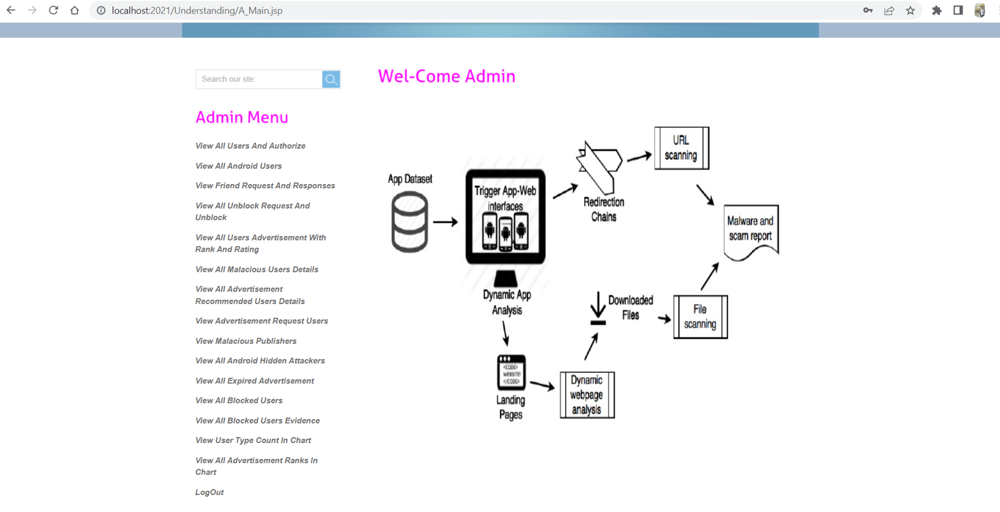 localhost:2021/Understanding/A_Main.jsp
Search our ste:
Wel-Come Admin
Admin Menu
View All Users And Authorize
View All Android Users
View Friend Request And Responses
View All Unblock Request And
Unblock
View All Users Advertisement With
Rank And Rating
View All Malacious Users Details
View All Advertisement
Recommended Users Details
View Advertisement Request Users
View Malacious Publishers
View All Android Hidden Attackers
View All Expired Advertisement
View All Blocked Users
View All Blocked Users Evidence
View User Type Count In Chart
View All Advertisement Ranks In
Chart
LogOut
App Dataset
Trigger App-Web
interfaces
Dynamic App
Analysis
Redirection
Chains
URL
scanning
Malware and
scam report
Downloaded
Files
File
scanning
<CODE>
WEBSITE!
</CODE>
Landing
Pages
Dynamic
webpage
analysis